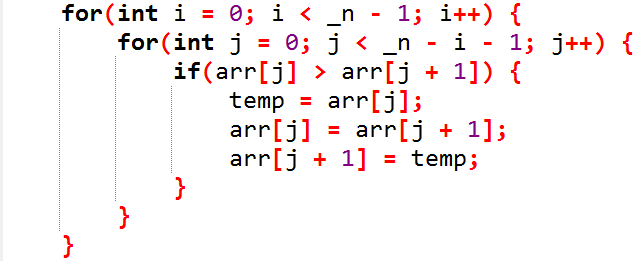 for(int i = 0; i < _n - 1; i++) {
for(int j = 0; j < _n - i - 1; j++) {
if(arr[j] > arr[j + 1]) {
temp = arr[j];
arr[j] = arr[j + 1];
arr[j + 1] = temp;
}
}
}